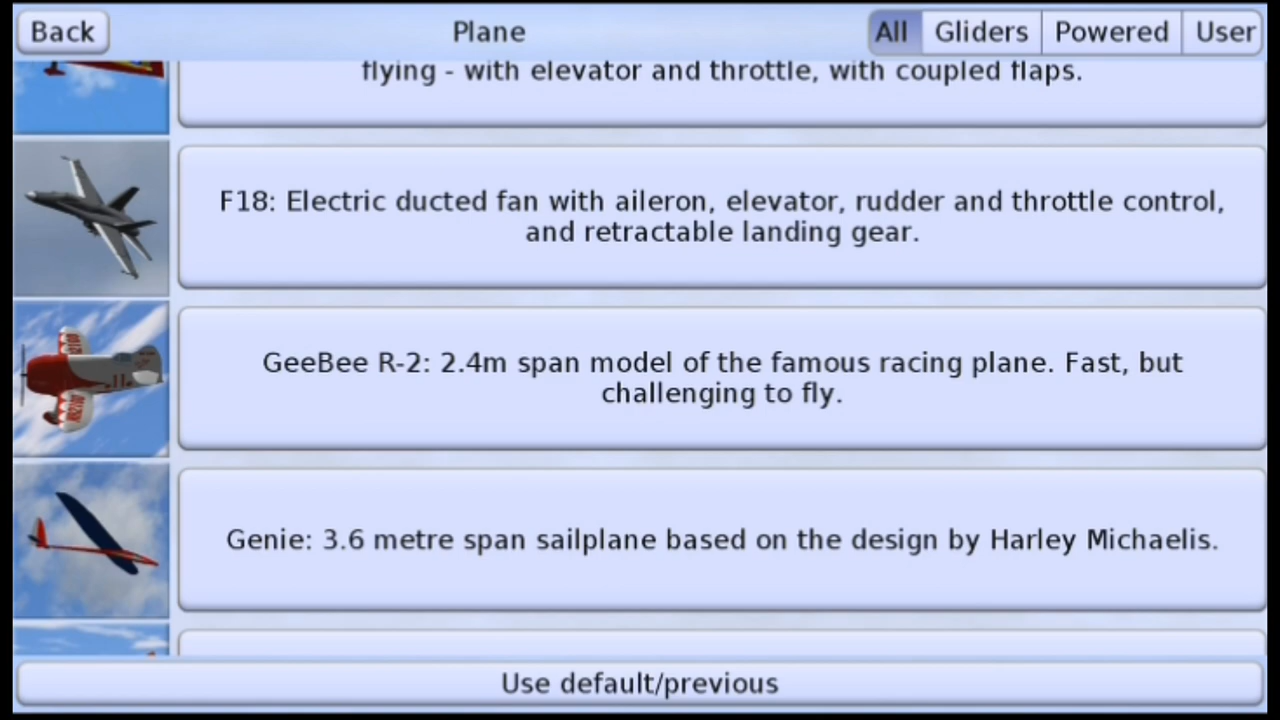 Back
Plane
All
Gliders
Powered
User
flying - with elevator and throttle, with coupled flaps.
F18: Electric ducted fan with aileron, elevator, rudder and throttle control,
and retractable landing gear.
GeeBee R-2: 2.4m span model of the famous racing plane. Fast, but
challenging to fly.
Genie: 3.6 metre span sailplane based on the design by Harley Michaelis.
Use default/previous